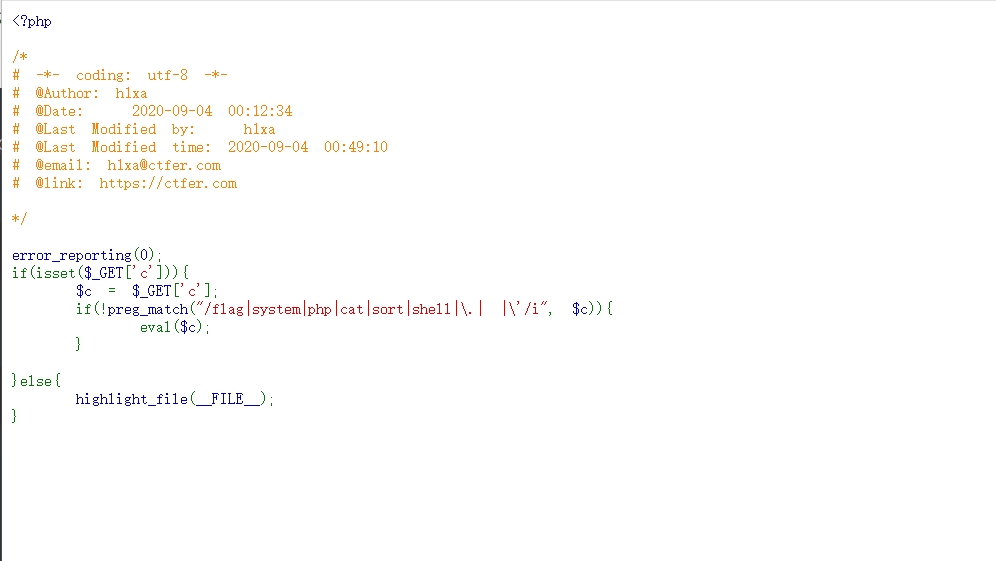 <?php
/*
# -*- coding: utf-8 -*-
# @Author: h1xa
# @Date:   2020-09-04 00:12:34
# @Last Modified by:   h1xa
# @Last Modified time: 2020-09-04 00:49:10
# @email: h1xa@ctfer.com
# @link: https://ctfer.com
*/
error_reporting(0);
if(isset($_GET['c'])){
    $c = $_GET['c'];
    if(!preg_match("/flag|system|php|cat|sort|shell|\.| |\'/i", $c)){
        eval($c);
    }
}else{
    highlight_file(__FILE__);
}